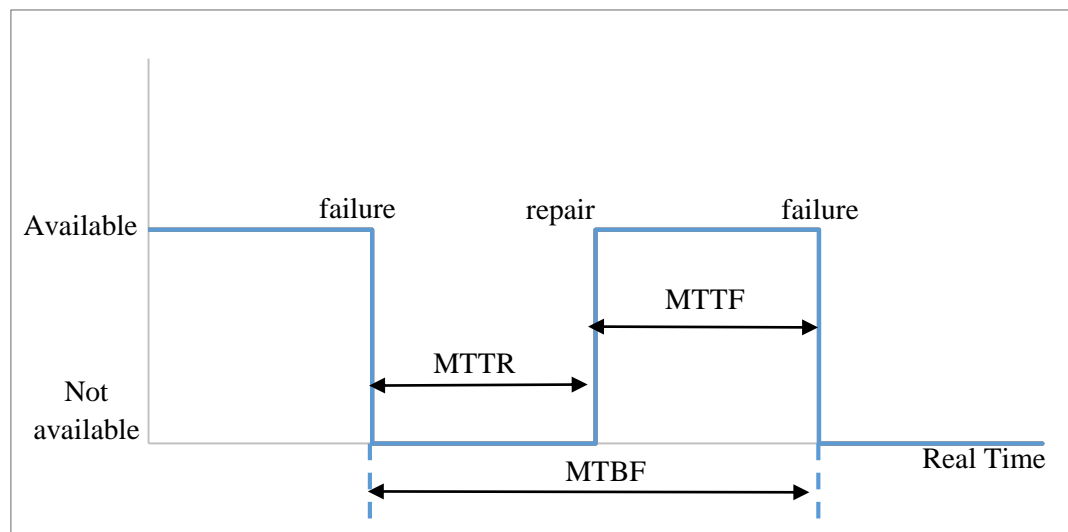 failure
repair
failure
Available
MTTF
MTTR
Not
available
Real Time
MTBF